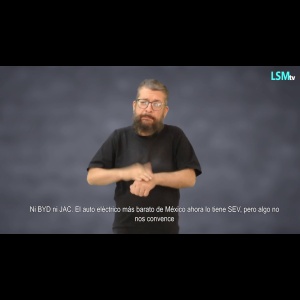 LSMtv
Ni BYD ni JAC. El auto eléctrico más barato de México ahora lo tiene SEV, pero algo no
nos convence